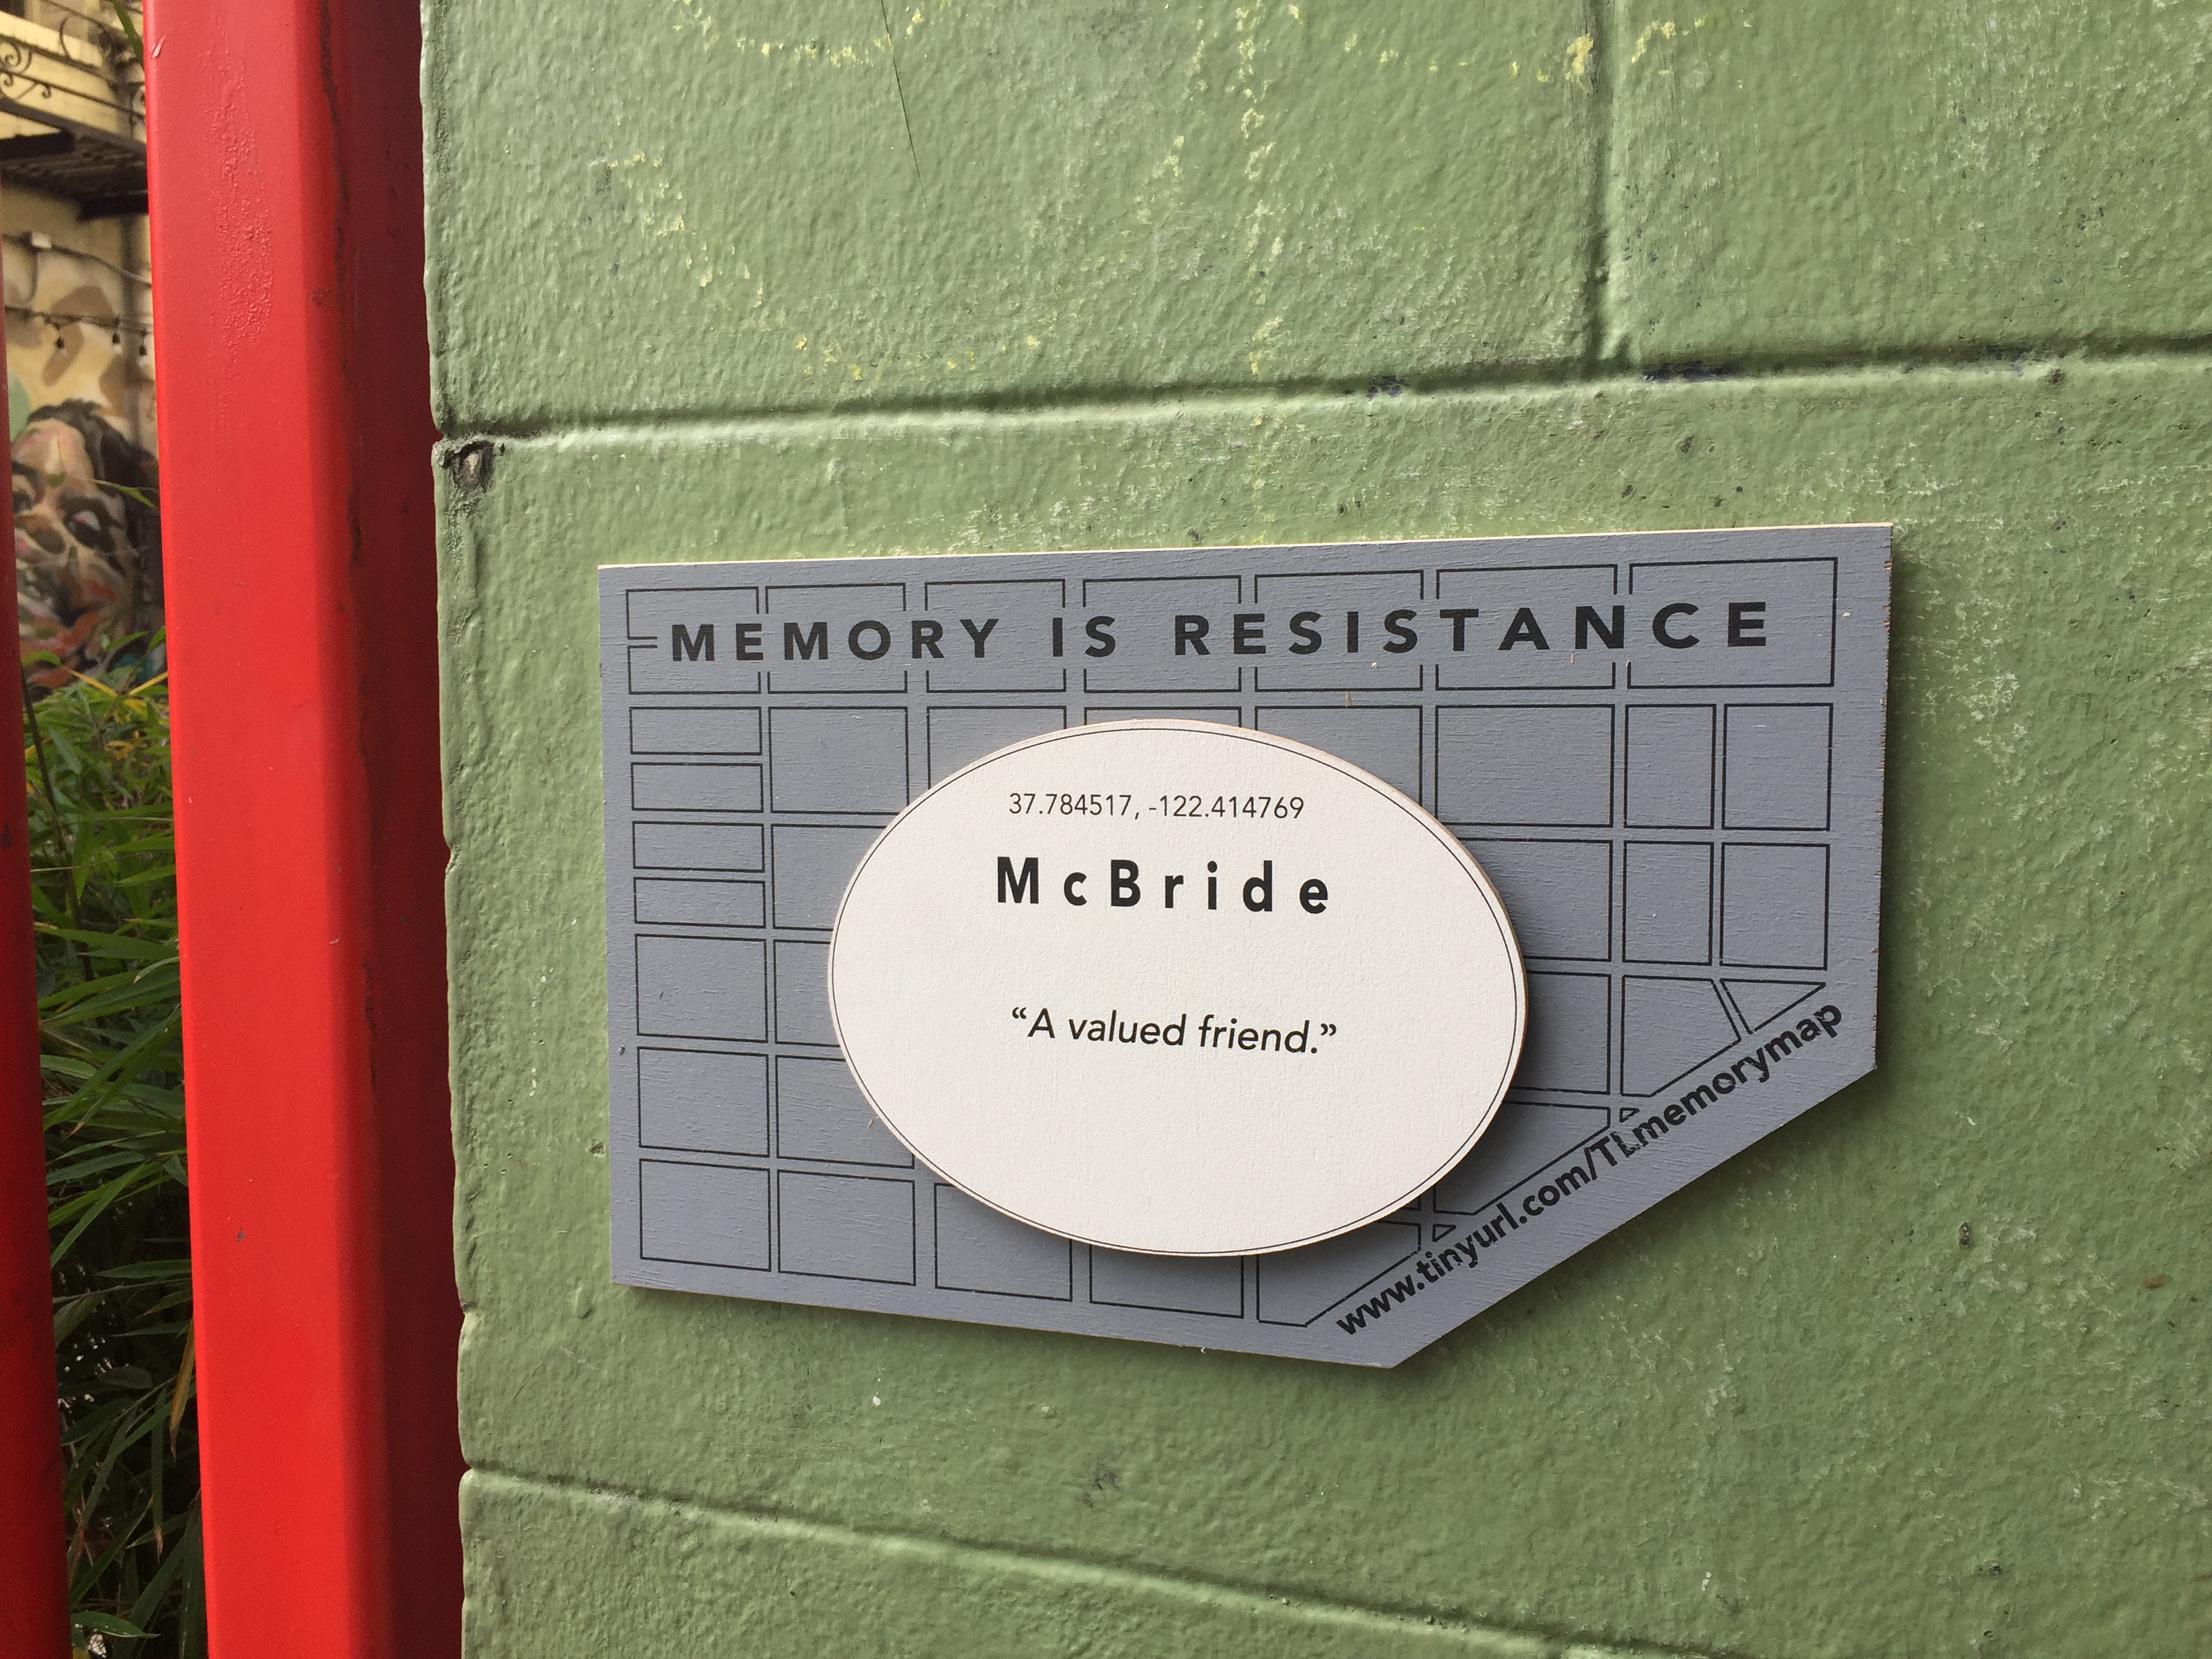 MEMORY IS RESISTANCE
37.784517, -122.414769
McBride
“A valued friend.”
www.tinyurl.com/TLmemorymap